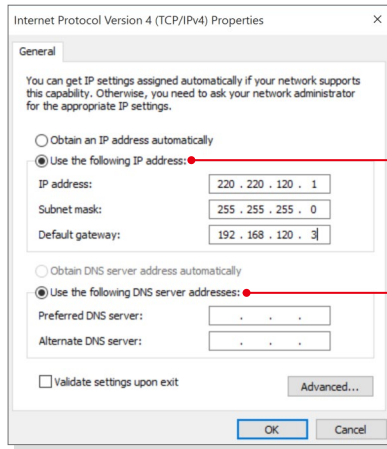 Internet Protocol Version 4 (TCP/IPv4) Properties
General
You can get IP settings assigned automatically if your network supports
this capability. Otherwise, you need to ask your network administrator
for the appropriate IP settings.
Obtain an IP address automatically
Use the following IP address:
IP address: 220 . 220 . 120 . 1
Subnet mask: 255 . 255 . 255 . 0
Default gateway: 192 . 168 . 120 . 3
Obtain DNS server address automatically
Use the following DNS server addresses:
Preferred DNS server: . . .
Alternate DNS server: . . .
Validate settings upon exit
Advanced...
OK Cancel